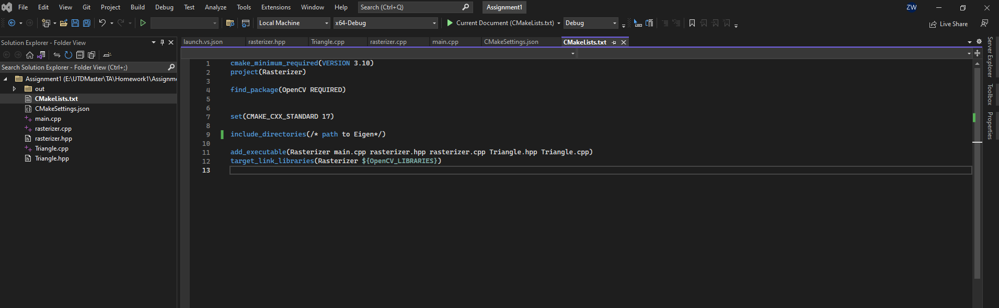 File Edit View Git Project Build Debug Test Analyze Tools Extensions Window Help Search (Ctrl+Q) Assignment1 ZW
Local Machine x64-Debug Current Document (CMakeLists.txt) Debug Live Share
Solution Explorer - Folder View
Search Solution Explorer - Folder View (Ctrl+;)
Assignment1 (E:\UTDMaster\TA\Homework1\Assignm
out
CMakeLists.txt
CMakeSettings.json
main.cpp
rasterizer.cpp
rasterizer.hpp
Triangle.cpp
Triangle.hpp
launch.vs.json rasterizer.hpp Triangle.cpp rasterizer.cpp main.cpp CMakeSettings.json CMakeLists.txt
1 cmake_minimum_required(VERSION 3.10)
2 project(Rasterizer)
3
4 find_package(OpenCV REQUIRED)
5
6
7 set(CMAKE_CXX_STANDARD 17)
8
9 include_directories(/* path to Eigen*/)
10
11 add_executable(Rasterizer main.cpp rasterizer.hpp rasterizer.cpp Triangle.hpp Triangle.cpp)
12 target_link_libraries(Rasterizer ${OpenCV_LIBRARIES})
13
Server Explorer
Toolbox
Properties